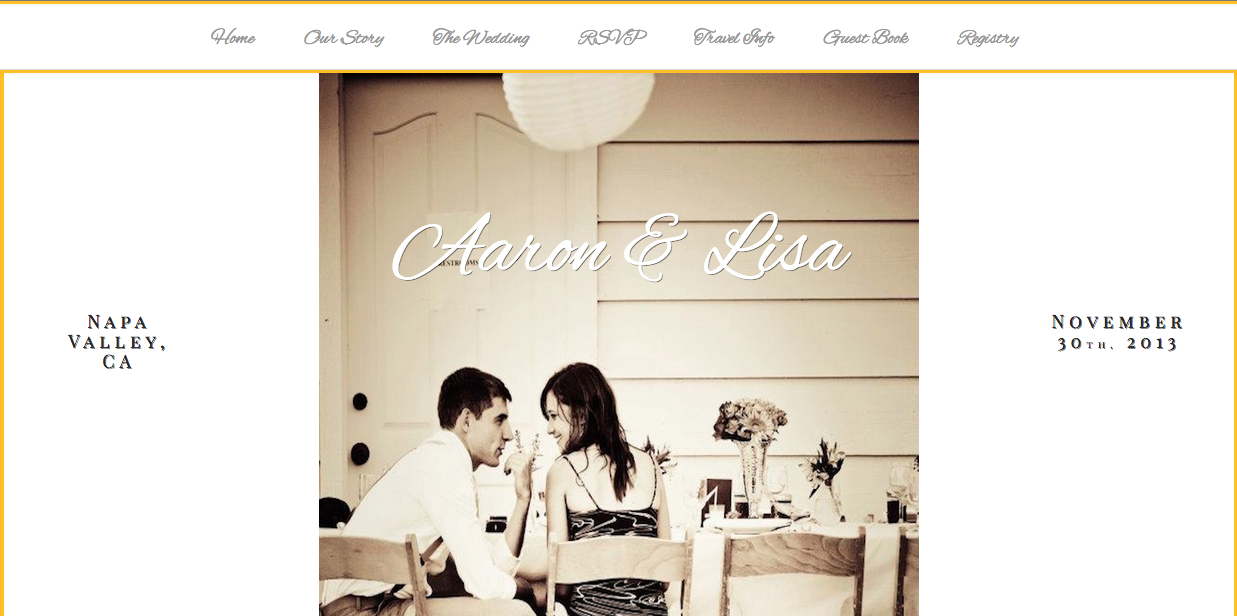 Home Our Story The Wedding RSVP Travel Info Guest Book Registry
Aaron & Lisa
RESTROOMS
NAPA
VALLEY,
CA
NOVEMBER
30TH, 2013